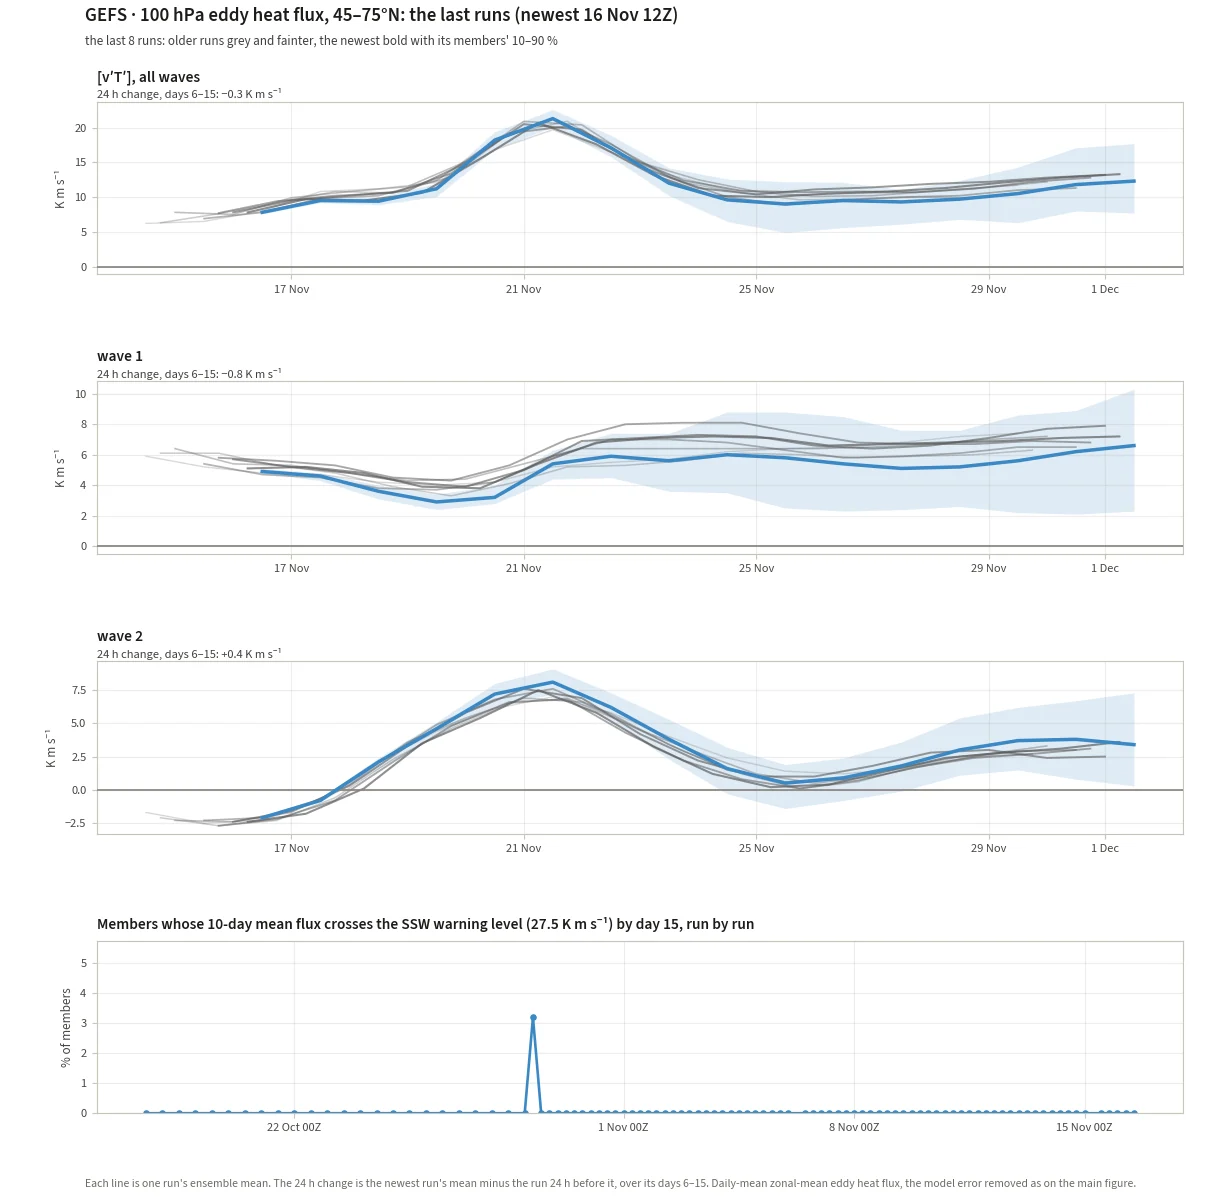 GEFS · 100 hPa eddy heat flux, 45–75°N: the last runs (newest 16 Nov 12Z)
the last 8 runs: older runs grey and fainter, the newest bold with its members' 10–90 %
[v′T′], all waves
24 h change, days 6–15: −0.3 K m s⁻¹
20
15
10
5
0
K m s⁻¹
17 Nov
21 Nov
25 Nov
29 Nov
1 Dec
wave 1
24 h change, days 6–15: −0.8 K m s⁻¹
10
8
6
4
2
0
K m s⁻¹
17 Nov
21 Nov
25 Nov
29 Nov
1 Dec
wave 2
24 h change, days 6–15: +0.4 K m s⁻¹
7.5
5.0
2.5
0.0
−2.5
K m s⁻¹
17 Nov
21 Nov
25 Nov
29 Nov
1 Dec
Members whose 10-day mean flux crosses the SSW warning level (27.5 K m s⁻¹) by day 15, run by run
5
4
3
2
1
0
% of members
22 Oct 00Z
1 Nov 00Z
8 Nov 00Z
15 Nov 00Z
Each line is one run's ensemble mean. The 24 h change is the newest run's mean minus the run 24 h before it, over its days 6–15. Daily-mean zonal-mean eddy heat flux, the model error removed as on the main figure.